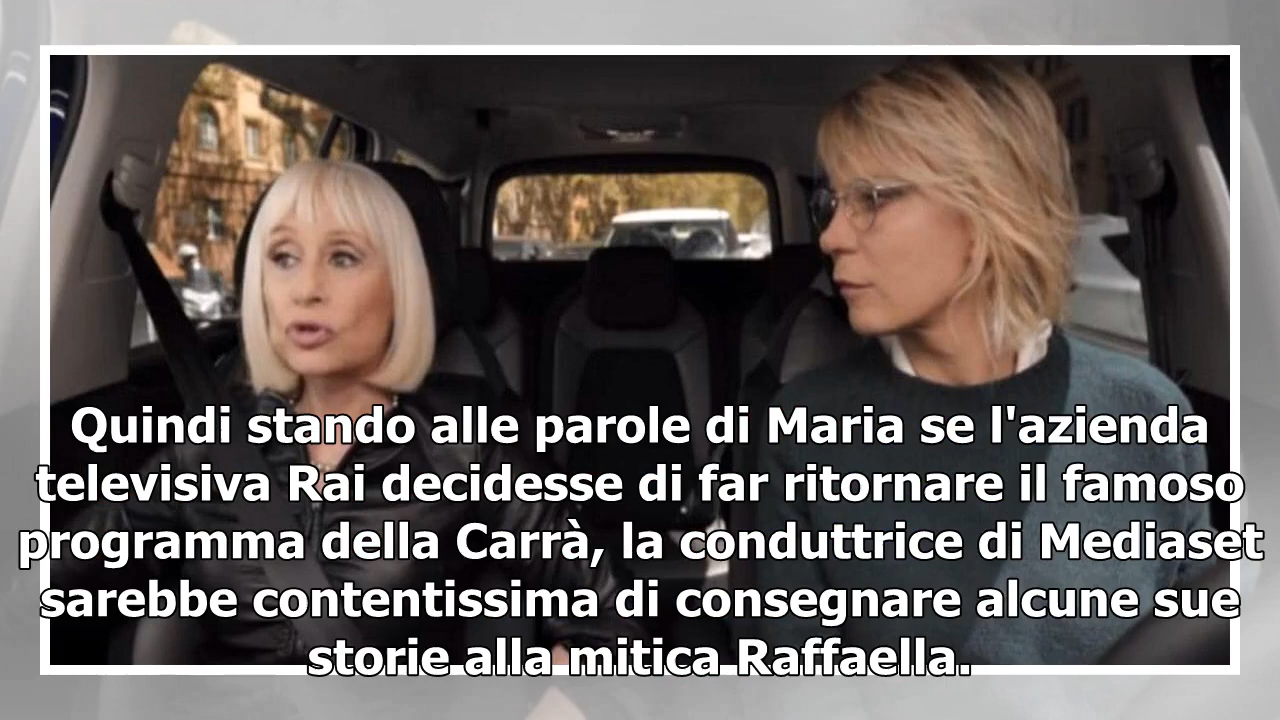 Quindi stando alle parole di Maria se l'azienda
televisiva Rai decidesse di far ritornare il famoso
programma della Carrà, la conduttrice di Mediaset
sarebbe contentissima di consegnare alcune sue
storie alla mitica Raffaella.